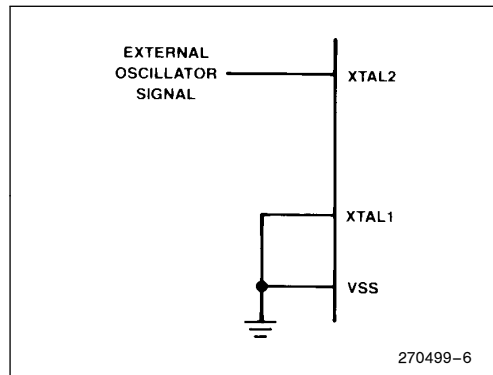 EXTERNAL
OSCILLATOR
SIGNAL
XTAL2
XTAL1
VSS
270499–6